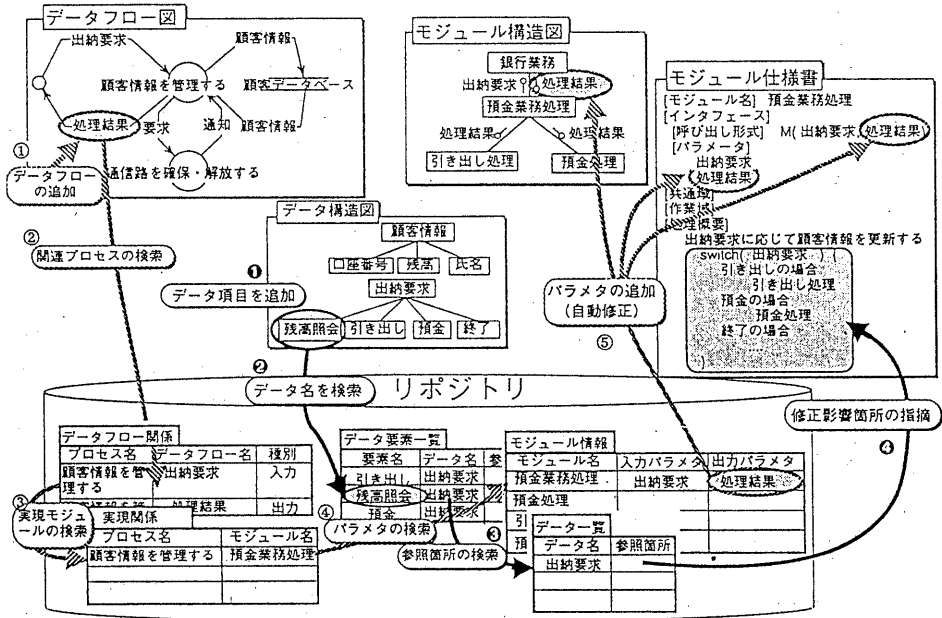 データフロー図
出納要求
顧客情報
顧客情報を管理する
顧客データベース
処理結果
要求
通知
顧客情報
通信路を確保・解放する
①
データフロー
の追加
②
関連プロセスの検索
モジュール構造図
銀行業務
出納要求
処理結果
預金業務処理
処理結果
処理結果
引き出し処理
預金処理
モジュール仕様書
[モジュール名] 預金業務処理
[インタフェース]
[呼び出し形式] M(出納要求,処理結果)
[パラメータ]
出納要求
処理結果
[共通域]
[作業域]
[処理概要]
出納要求に応じて顧客情報を更新する
switch( 出納要求 ) {
引き出しの場合
引き出し処理
預金の場合
預金処理
終了の場合
}
データ構造図
顧客情報
口座番号
残高
氏名
出納要求
残高照会
引き出し
預金
終了
❶
データ項目を追加
❷
データ名を検索
パラメタの追加
(自動修正)
⑤
修正影響箇所の指摘
❹
リポジトリ
データフロー関係
プロセス名 データフロー名 種別
顧客情報を管理する 出納要求 入力
処理結果 出力
③
実現モジュ
ールの検索
実現関係
プロセス名 モジュール名
顧客情報を管理する 預金業務処理
データ要素一覧
要素名 データ名 参
引き出し 出納要求
残高照会 出納要求
預金 出納要求
④
パラメタの検索
❸
参照箇所の検索
モジュール情報
モジュール名 入力パラメタ 出力パラメタ
預金業務処理 出納要求 処理結果
預金処理
引
預
データ一覧
データ名 参照箇所
出納要求